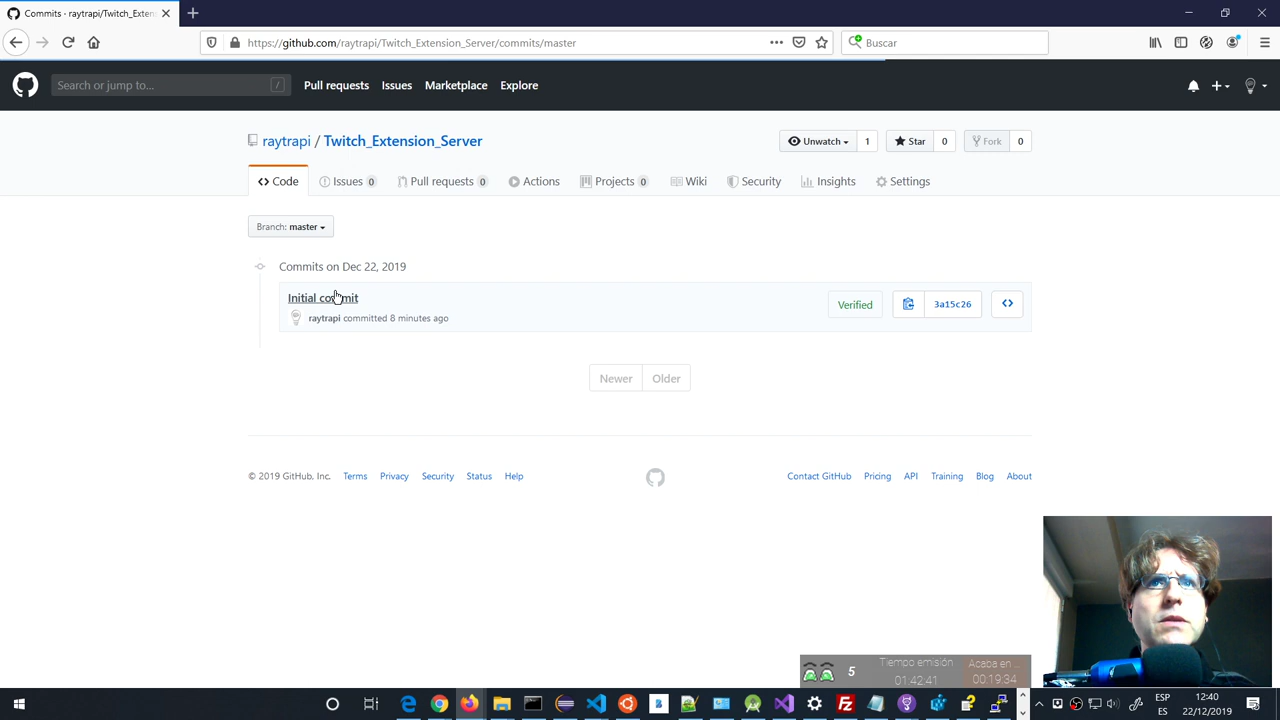 Commits · raytrapi/Twitch_Exten
https://github.com/raytrapi/Twitch_Extension_Server/commits/master
Buscar
Search or jump to...
/
Pull requests
Issues
Marketplace
Explore
raytrapi / Twitch_Extension_Server
Unwatch
1
Star
0
Fork
0
Code
Issues 0
Pull requests 0
Actions
Projects 0
Wiki
Security
Insights
Settings
Branch: master
Commits on Dec 22, 2019
Initial commit
raytrapi committed 8 minutes ago
Verified
3a15c26
Newer
Older
© 2019 GitHub, Inc.
Terms
Privacy
Security
Status
Help
Contact GitHub
Pricing
API
Training
Blog
About
5
Tiempo emisión
01:42:41
Acaba en ...
00:19:34
ESP
ES
12:40
22/12/2019